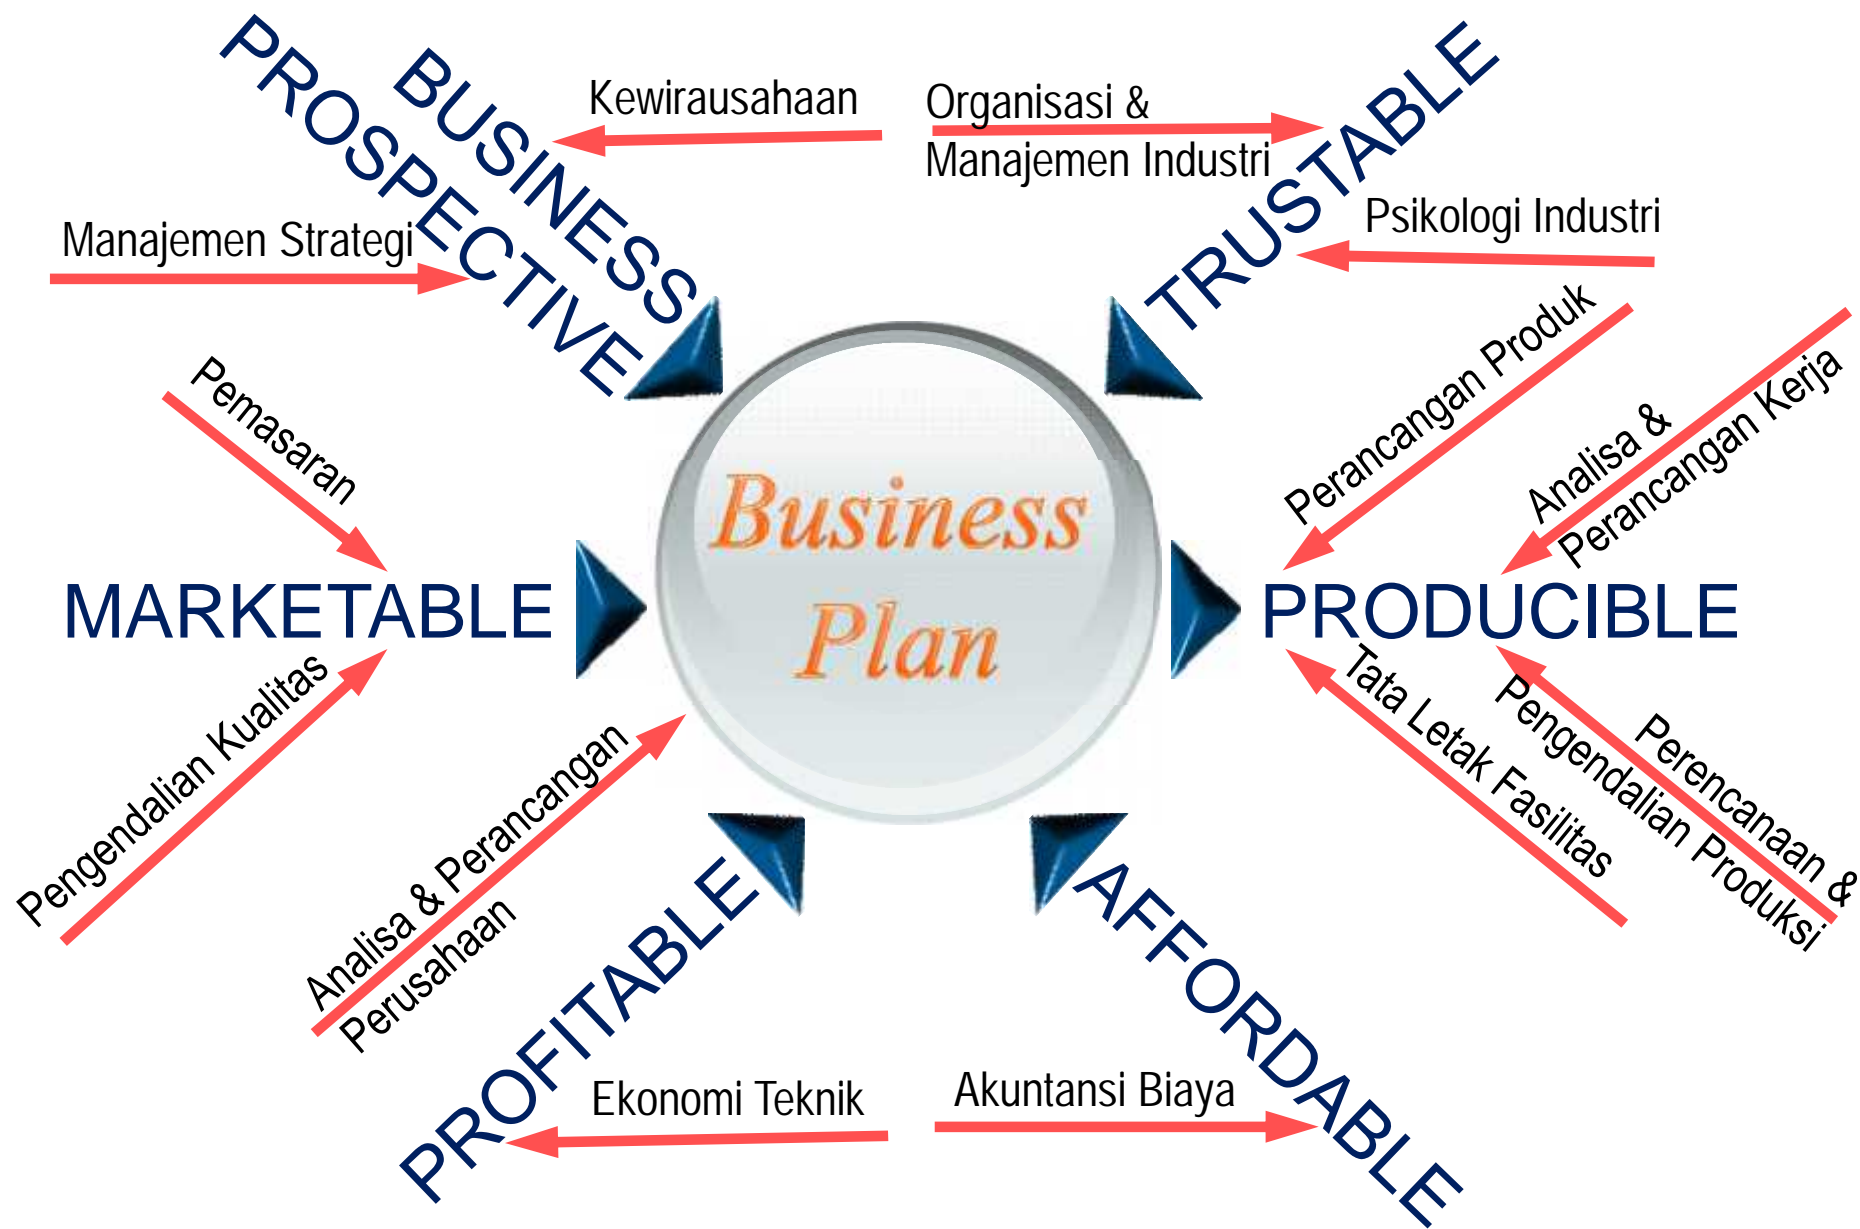 BUSINESS
PROSPECTIVE
Kewirausahaan
Organisasi &
Manajemen Industri
TRUSTABLE
Manajemen Strategi
Psikologi Industri
Pemasaran
Perancangan Produk
Analisa &
Perancangan Kerja
Business
Plan
MARKETABLE
PRODUCIBLE
Pengendalian Kualitas
Analisa & Perancangan
Perusahaan
Tata Letak Fasilitas
Perencanaan &
Pengendalian Produksi
PROFITABLE
AFFORDABLE
Ekonomi Teknik
Akuntansi Biaya